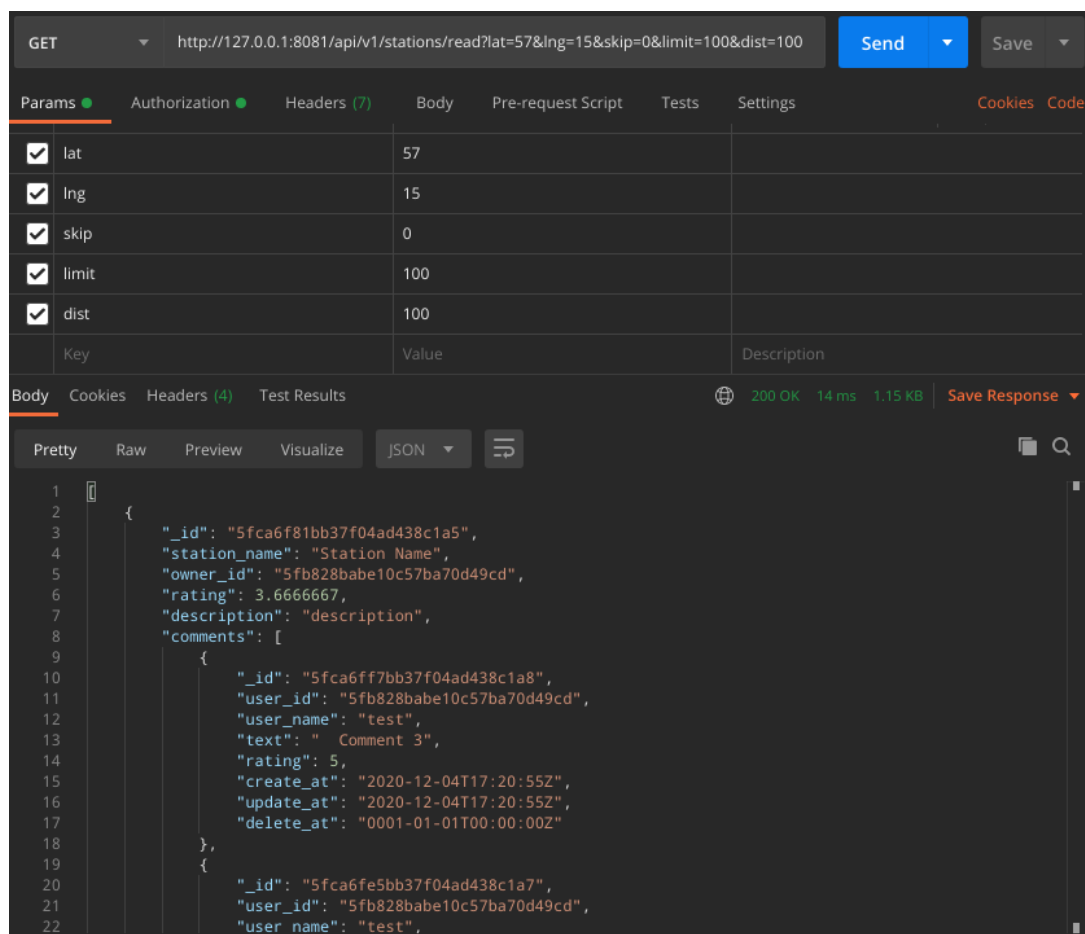 GET http://127.0.0.1:8081/api/v1/stations/read?lat=57&lng=15&skip=0&limit=100&dist=100 Send Save
Params Authorization Headers (7) Body Pre-request Script Tests Settings Cookies Code
lat 57
lng 15
skip 0
limit 100
dist 100
Key Value Description
Body Cookies Headers (4) Test Results 200 OK 14 ms 1.15 KB Save Response
Pretty Raw Preview Visualize JSON
1 [
2 {
3 "_id": "5fca6f81bb37f04ad438c1a5",
4 "station_name": "Station Name",
5 "owner_id": "5fb828babe10c57ba70d49cd",
6 "rating": 3.6666667,
7 "description": "description",
8 "comments": [
9 {
10 "_id": "5fca6ff7bb37f04ad438c1a8",
11 "user_id": "5fb828babe10c57ba70d49cd",
12 "user_name": "test",
13 "text": "  Comment 3",
14 "rating": 5,
15 "create_at": "2020-12-04T17:20:55Z",
16 "update_at": "2020-12-04T17:20:55Z",
17 "delete_at": "0001-01-01T00:00:00Z"
18 },
19 {
20 "_id": "5fca6fe5bb37f04ad438c1a7",
21 "user_id": "5fb828babe10c57ba70d49cd",
22 "user_name": "test",